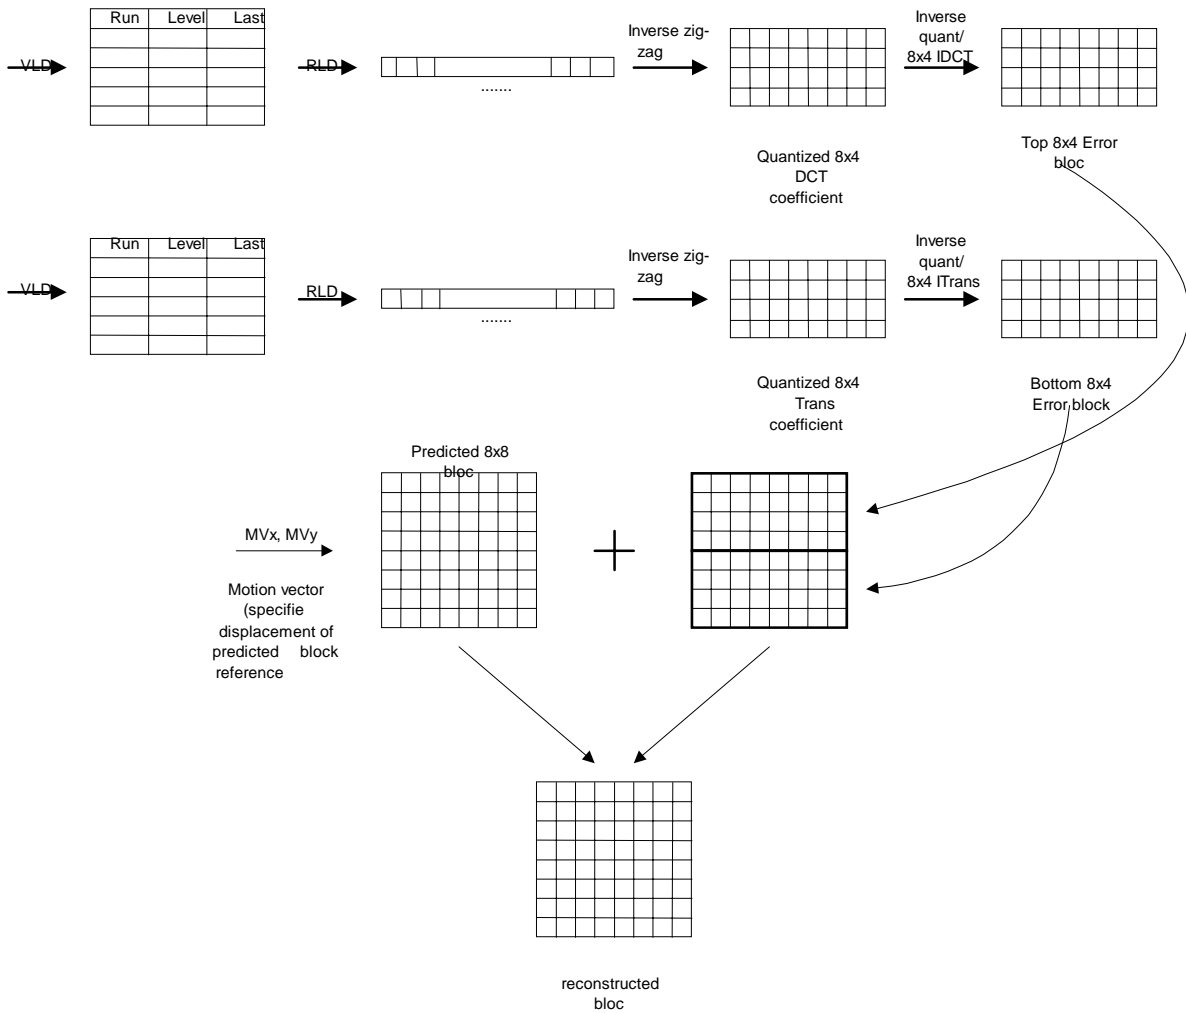 Run Level Last
VLD
RLD
.......
Inverse zig-
zag
Inverse
quant/
8x4 IDCT
Quantized 8x4
DCT
coefficient
Top 8x4 Error
bloc
Run Level Last
VLD
RLD
.......
Inverse zig-
zag
Inverse
quant/
8x4 ITrans
Quantized 8x4
Trans
coefficient
Bottom 8x4
Error block
Predicted 8x8
bloc
MVx, MVy
Motion vector
(specifie
displacement of
predicted block
reference
reconstructed
bloc